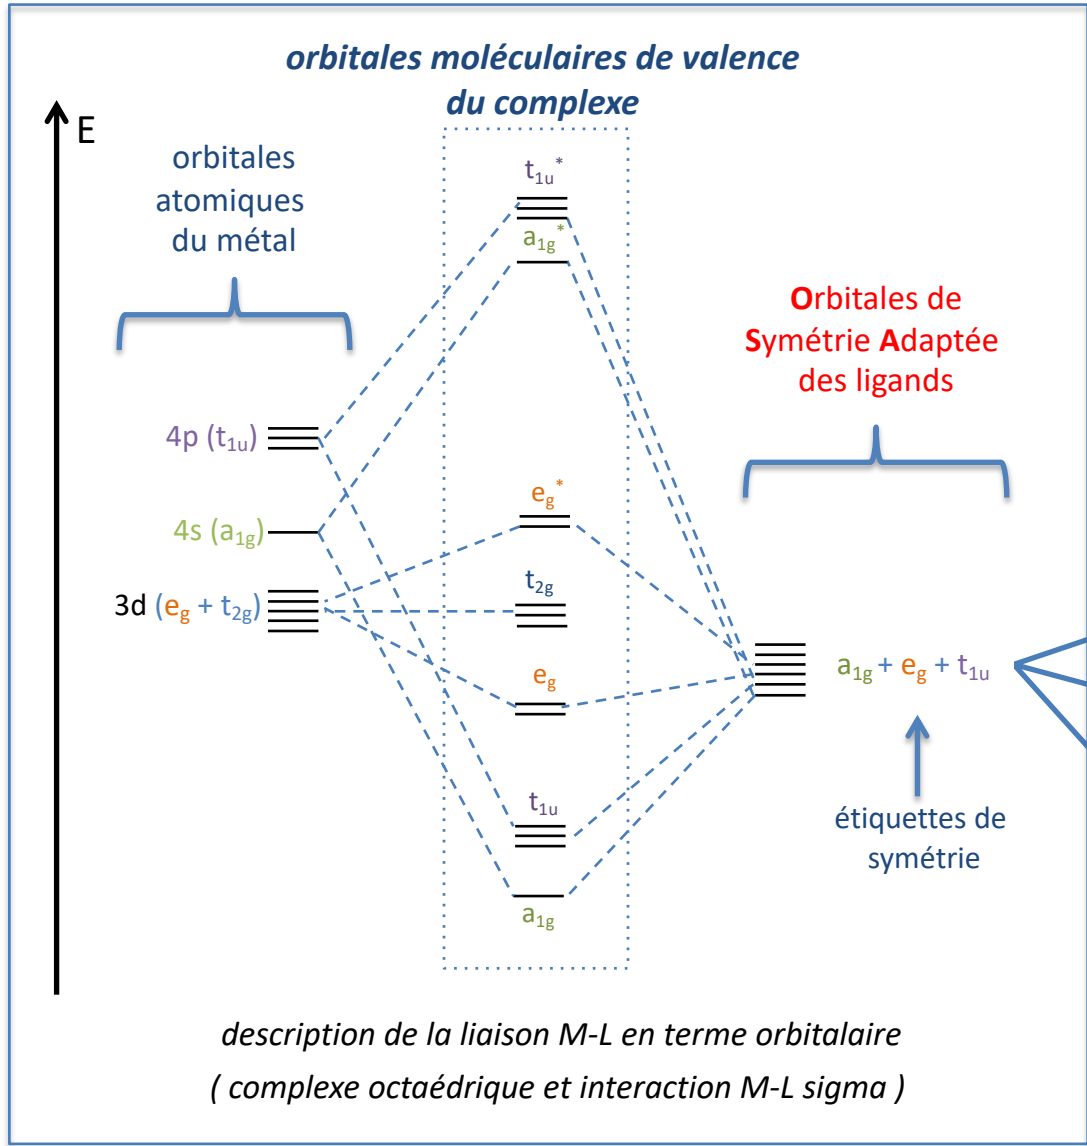 orbitales moléculaires de valence
du complexe
E
orbitales
atomiques
du métal
t₁ᵤ*
a₁g*
Orbitales de
Symétrie Adaptée
des ligands
4p (t₁ᵤ)
4s (a₁g)
eg*
3d (eg + t₂g)
t₂g
eg
a₁g + eg + t₁ᵤ
t₁ᵤ
a₁g
étiquettes de
symétrie
description de la liaison M-L en terme orbitalaire
( complexe octaédrique et interaction M-L sigma )